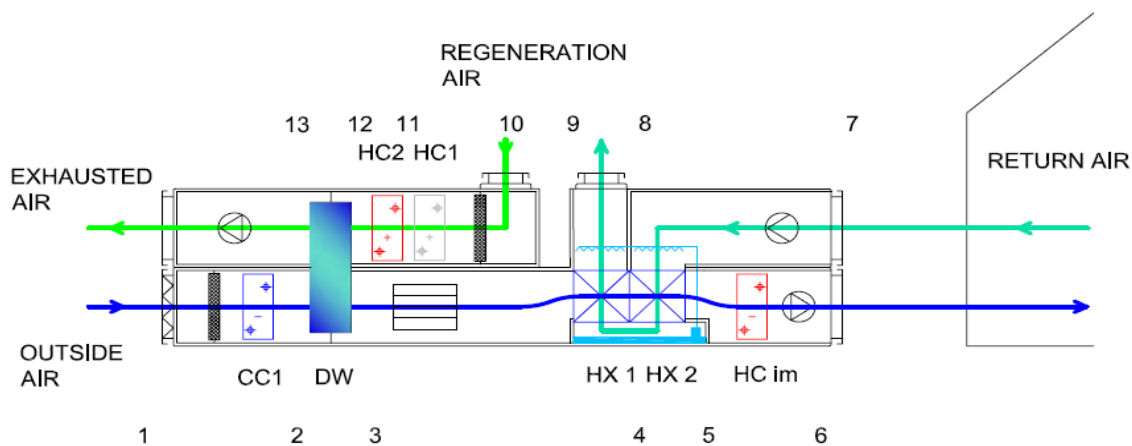 REGENERATION
AIR
13 12 11 10 9 8 7
HC2 HC1
EXHAUSTED
AIR
RETURN AIR
OUTSIDE
AIR
CC1 DW HX 1 HX 2 HC im
1 2 3 4 5 6